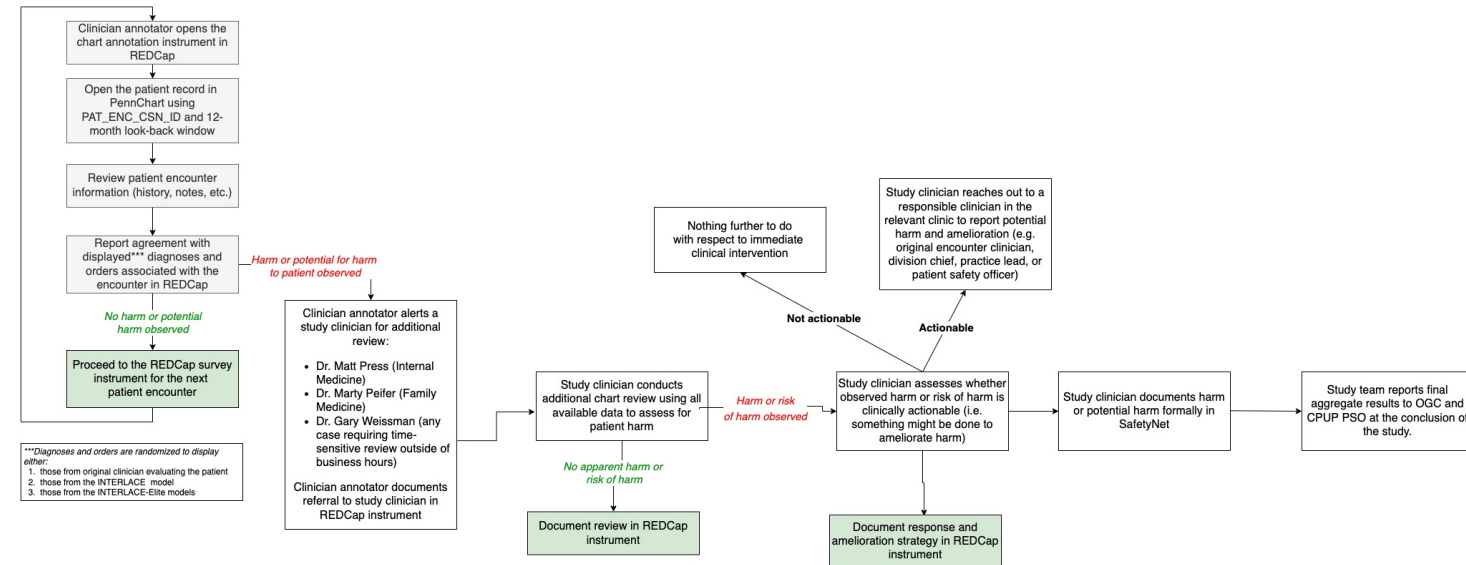 Clinician annotator opens the
chart annotation instrument in
REDCap
Open the patient record in
PennChart using
PAT_ENC_CSN_ID and 12-
month look-back window
Review patient encounter
information (history, notes, etc.)
Report agreement with
displayed*** diagnoses and
orders associated with the
encounter in REDCap
No harm or potential
harm observed
Proceed to the REDCap survey
instrument for the next
patient encounter
***Diagnoses and orders are randomized to display
either:
1. those from original clinician evaluating the patient
2. those from the INTERLACE model
3. those from the INTERLACE-Elite models
Harm or potential for harm
to patient observed
Clinician annotator alerts a
study clinician for additional
review:
• Dr. Matt Press (Internal
Medicine)
• Dr. Marty Peifer (Family
Medicine)
• Dr. Gary Weissman (any
case requiring time-
sensitive review outside of
business hours)
Clinician annotator documents
referral to study clinician in
REDCap instrument
Study clinician conducts
additional chart review using all
available data to assess for
patient harm
No apparent harm or
risk of harm
Document review in REDCap
instrument
Harm or risk
of harm observed
Study clinician assesses whether
observed harm or risk of harm is
clinically actionable (i.e.
something might be done to
ameliorate harm)
Not actionable
Nothing further to do
with respect to immediate
clinical intervention
Actionable
Study clinician reaches out to a
responsible clinician in the
relevant clinic to report potential
harm and amelioration (e.g.
original encounter clinician,
division chief, practice lead, or
patient safety officer)
Document response and
amelioration strategy in REDCap
instrument
Study clinician documents harm
or potential harm formally in
SafetyNet
Study team reports final
aggregate results to OGC and
CPUP PSO at the conclusion of
the study.